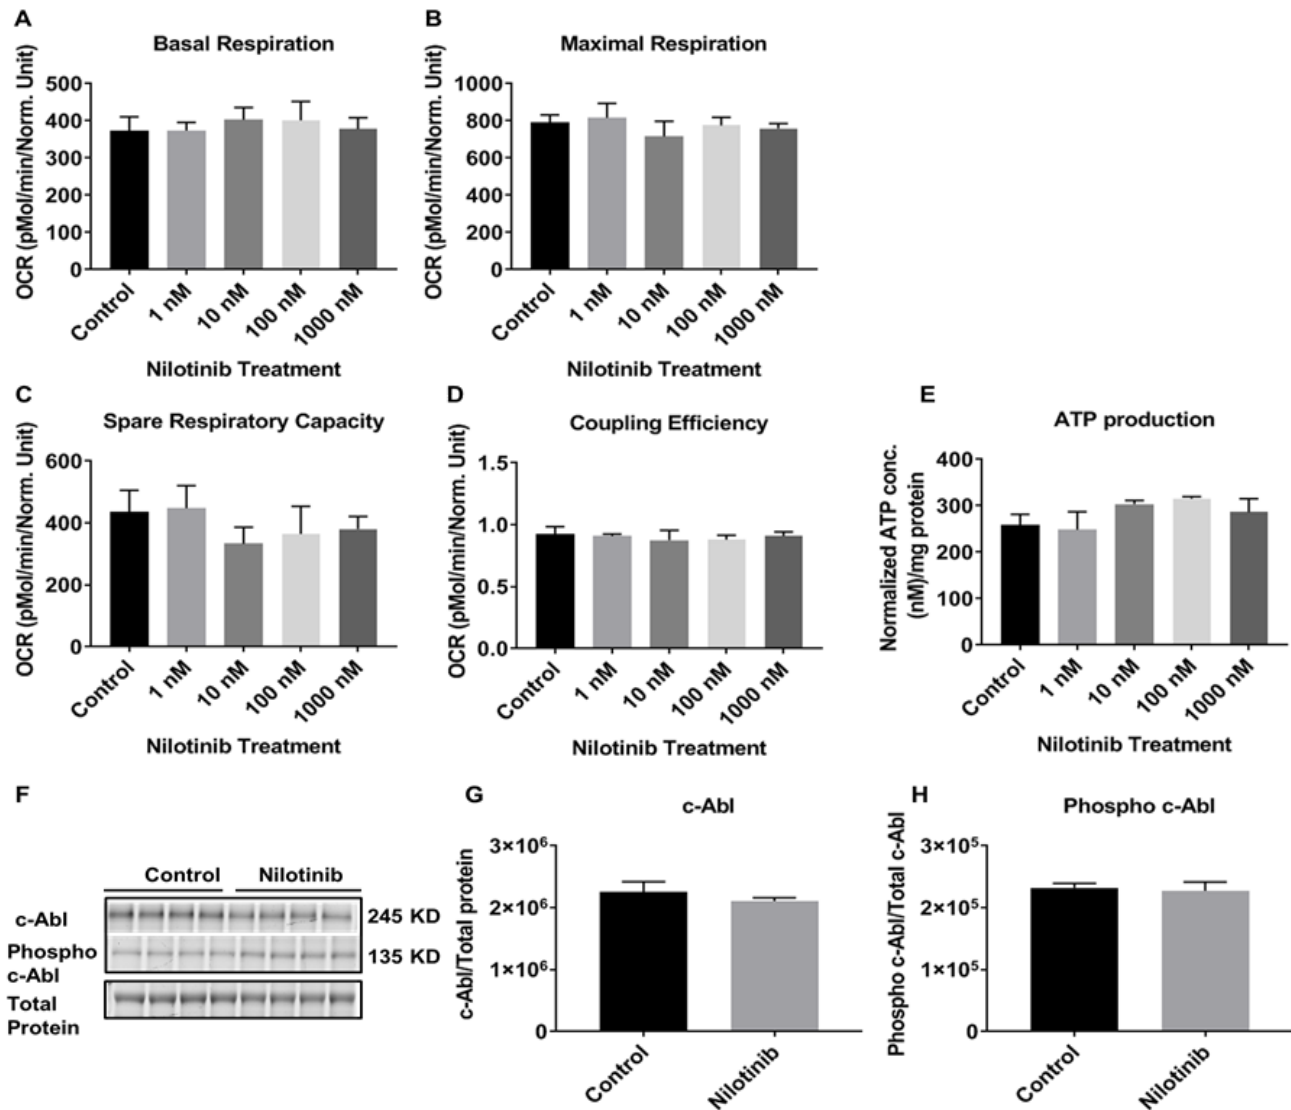 A
Basal Respiration
OCR (pMol/min/Norm. Unit)
500
400
300
200
100
0
Control
1 nM
10 nM
100 nM
1000 nM
Nilotinib Treatment
B
Maximal Respiration
OCR (pMol/min/Norm. Unit)
1000
800
600
400
200
0
Control
1 nM
10 nM
100 nM
1000 nM
Nilotinib Treatment
C
Spare Respiratory Capacity
OCR (pMol/min/Norm. Unit)
600
400
200
0
Control
1 nM
10 nM
100 nM
1000 nM
Nilotinib Treatment
D
Coupling Efficiency
OCR (pMol/min/Norm. Unit)
1.5
1.0
0.5
0.0
Control
1 nM
10 nM
100 nM
1000 nM
Nilotinib Treatment
E
ATP production
Normalized ATP conc.
(nM)/mg protein
400
300
200
100
0
Control
1 nM
10 nM
100 nM
1000 nM
Nilotinib Treatment
F
Control Nilotinib
c-Abl 245 KD
Phospho
c-Abl 135 KD
Total
Protein
G
c-Abl
c-Abl/Total protein
3×10⁶
2×10⁶
1×10⁶
0
Control
Nilotinib
H
Phospho c-Abl
Phospho c-Abl/Total c-Abl
3×10⁵
2×10⁵
1×10⁵
0
Control
Nilotinib